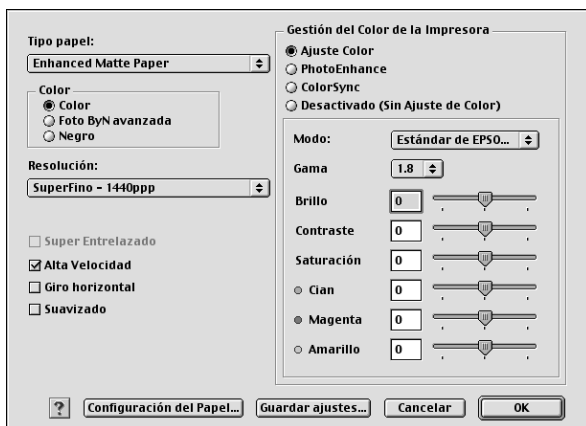 Tipo papel:
Enhanced Matte Paper
Color
Color
Foto ByN avanzada
Negro
Resolución:
SuperFino - 1440ppp
Super Entrelazado
Alta Velocidad
Giro horizontal
Suavizado
Gestión del Color de la Impresora
Ajuste Color
PhotoEnhance
ColorSync
Desactivado (Sin Ajuste de Color)
Modo: Estándar de EPSO...
Gama 1.8
Brillo 0
Contraste 0
Saturación 0
Cian 0
Magenta 0
Amarillo 0
? Configuración del Papel... Guardar ajustes... Cancelar OK